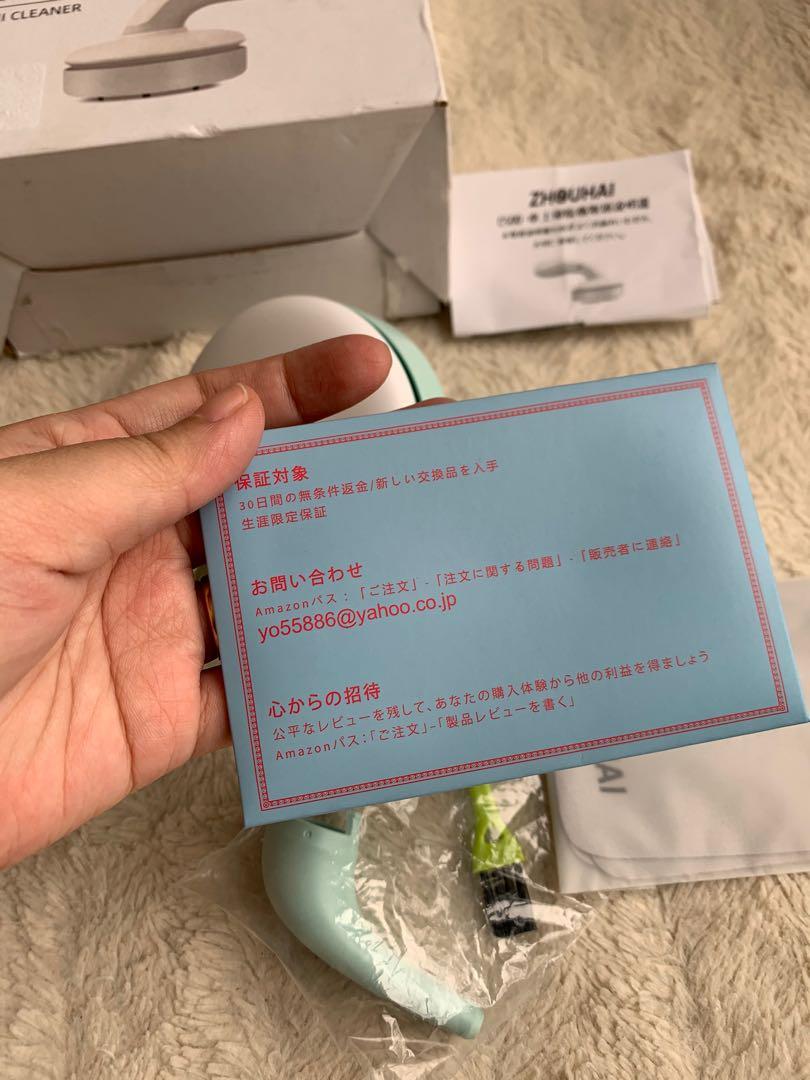 CLEANER
ZHOUHAI
保証対象
30日間の無条件返金/新しい交換品を入手
生涯限定保証
お問い合わせ
Amazonパス：「ご注文」-「注文に関する問題」-「販売者に連絡」
yo55886@yahoo.co.jp
心からの招待
公平なレビューを残して、あなたの購入体験から他の利益を得ましょう
Amazonパス:「ご注文」-「製品レビューを書く」
HAI